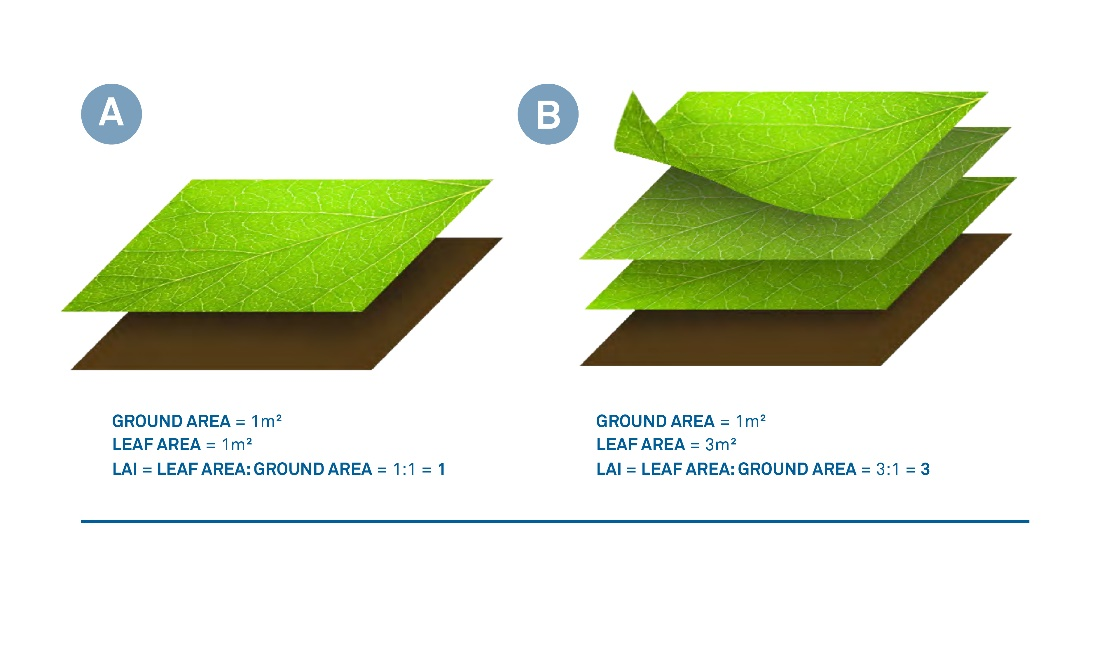 A
B
GROUND AREA = 1m²
LEAF AREA = 1m²
LAI = LEAF AREA: GROUND AREA = 1:1 = 1
GROUND AREA = 1m²
LEAF AREA = 3m²
LAI = LEAF AREA: GROUND AREA = 3:1 = 3